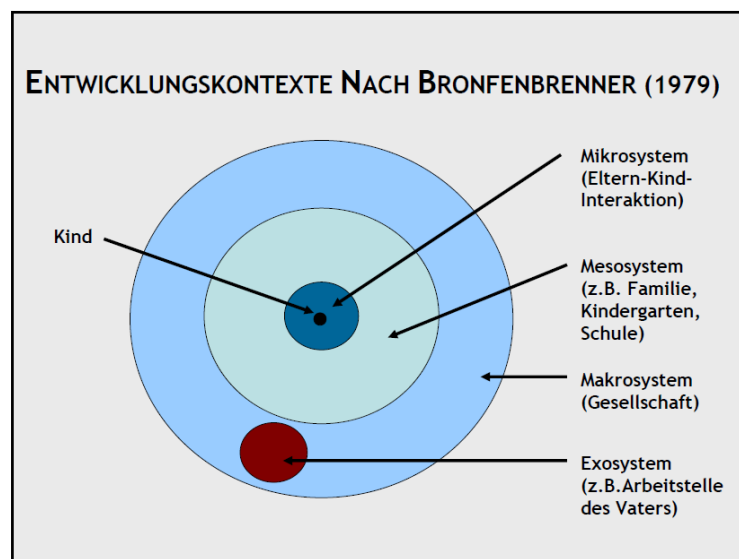 ENTWICKLUNGSKONTEXTE NACH BRONFENBRENNER (1979)
Kind
Mikrosystem
(Eltern-Kind-
Interaktion)
Mesosystem
(z.B. Familie,
Kindergarten,
Schule)
Makrosystem
(Gesellschaft)
Exosystem
(z.B.Arbeitstelle
des Vaters)